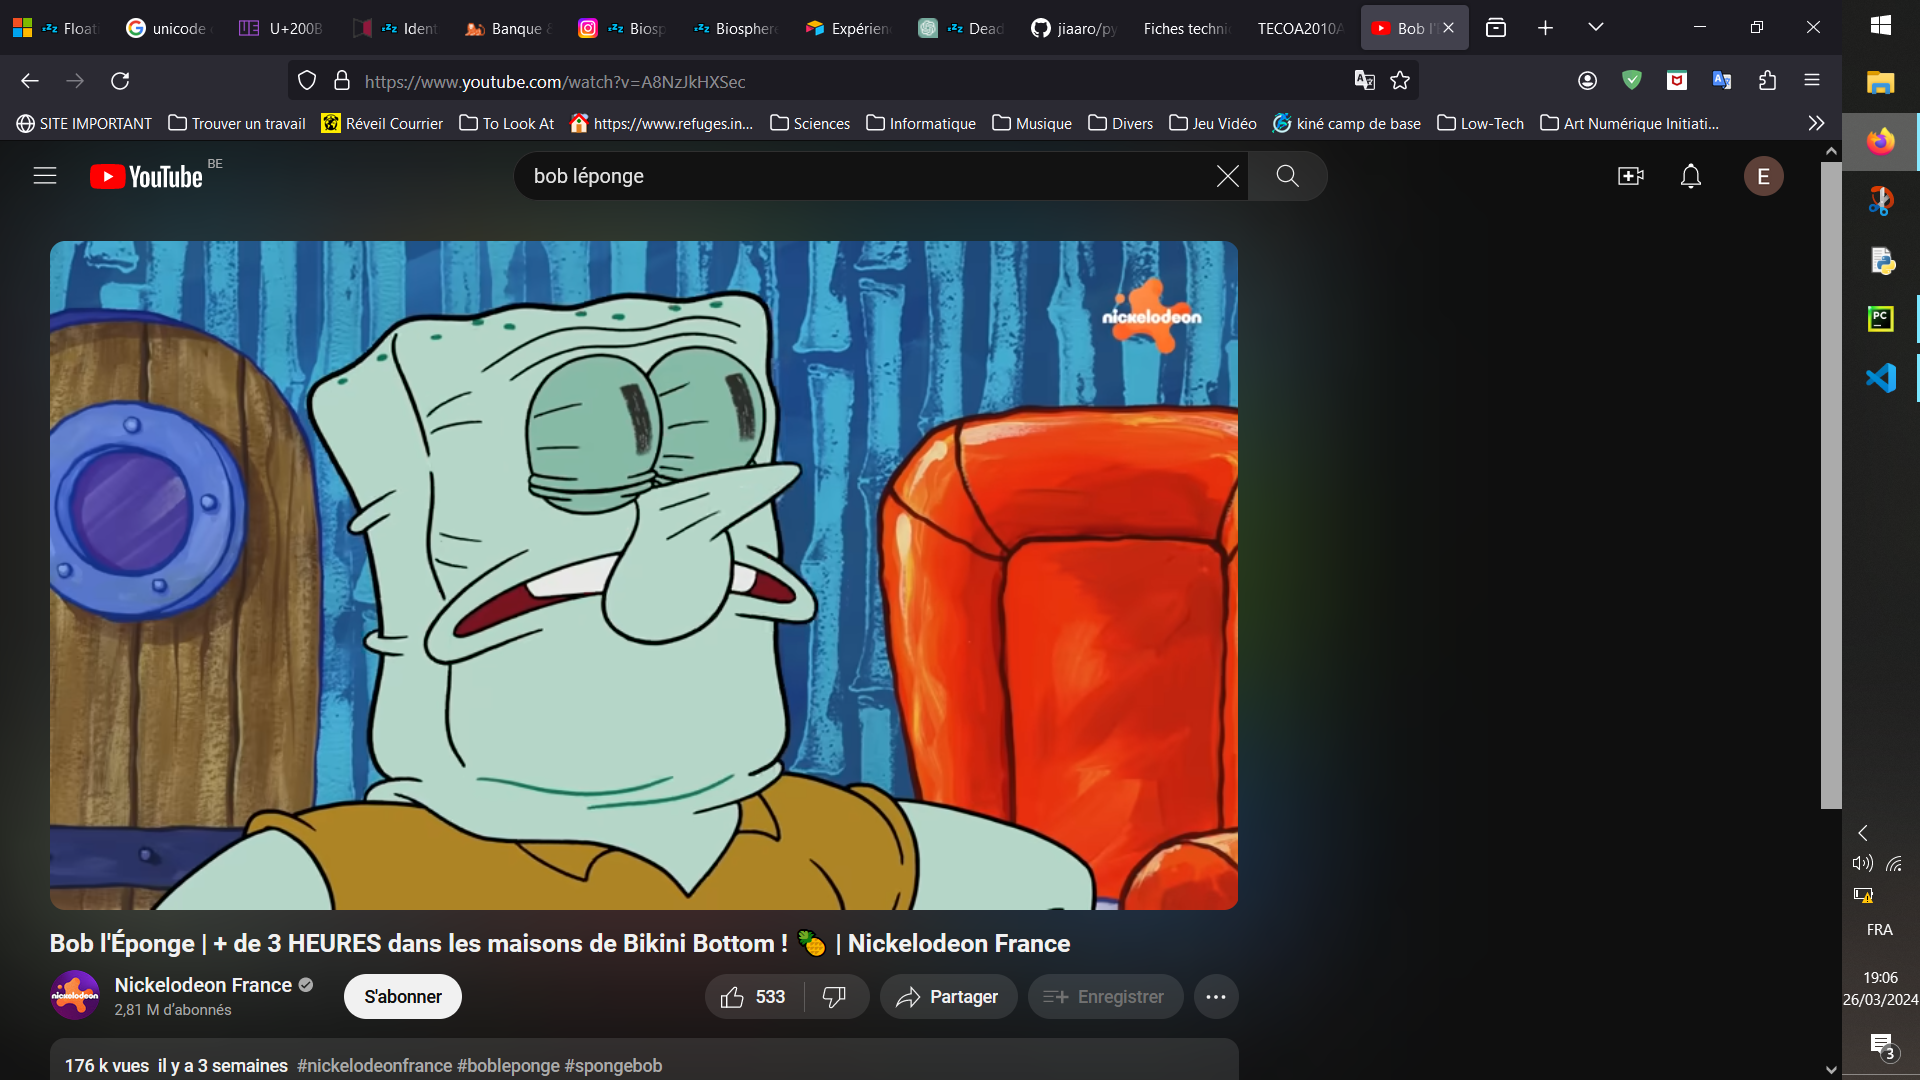 Floati
unicode
U+200B
Ident
Banque &
Biosp
Biosphere
Expérien
Dead
jiaaro/py
Fiches techni
TECOA2010A
Bob l'
https://www.youtube.com/watch?v=A8NzJkHXSec
SITE IMPORTANT
Trouver un travail
Réveil Courrier
To Look At
https://www.refuges.in...
Sciences
Informatique
Musique
Divers
Jeu Vidéo
kiné camp de base
Low-Tech
Art Numérique Initiati...
YouTube BE
bob léponge
E
nickelodeon
PC
Bob l'Éponge | + de 3 HEURES dans les maisons de Bikini Bottom ! 🍍 | Nickelodeon France
nickelodeon
Nickelodeon France
2,81 M d’abonnés
S'abonner
533
Partager
Enregistrer
176 k vues il y a 3 semaines #nickelodeonfrance #bobleponge #spongebob
FRA
19:06
26/03/2024
3